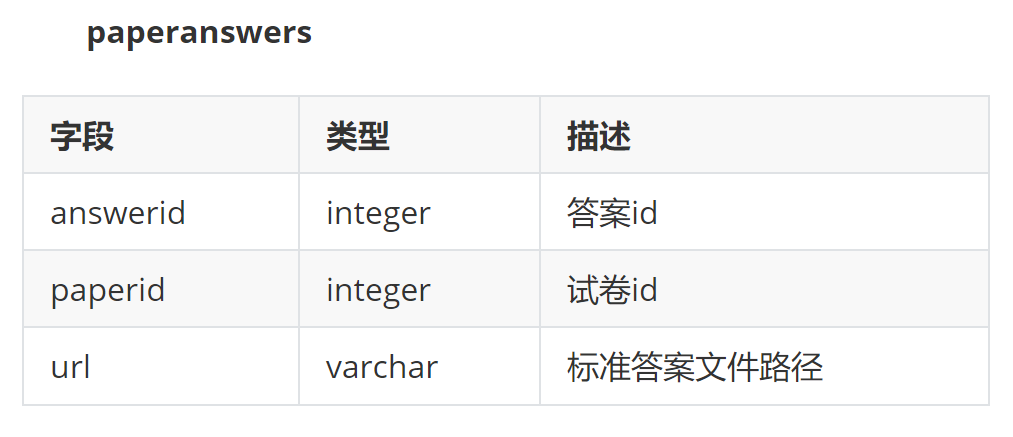 paperanswers
字段 类型 描述
answerid integer 答案id
paperid integer 试卷id
url varchar 标准答案文件路径